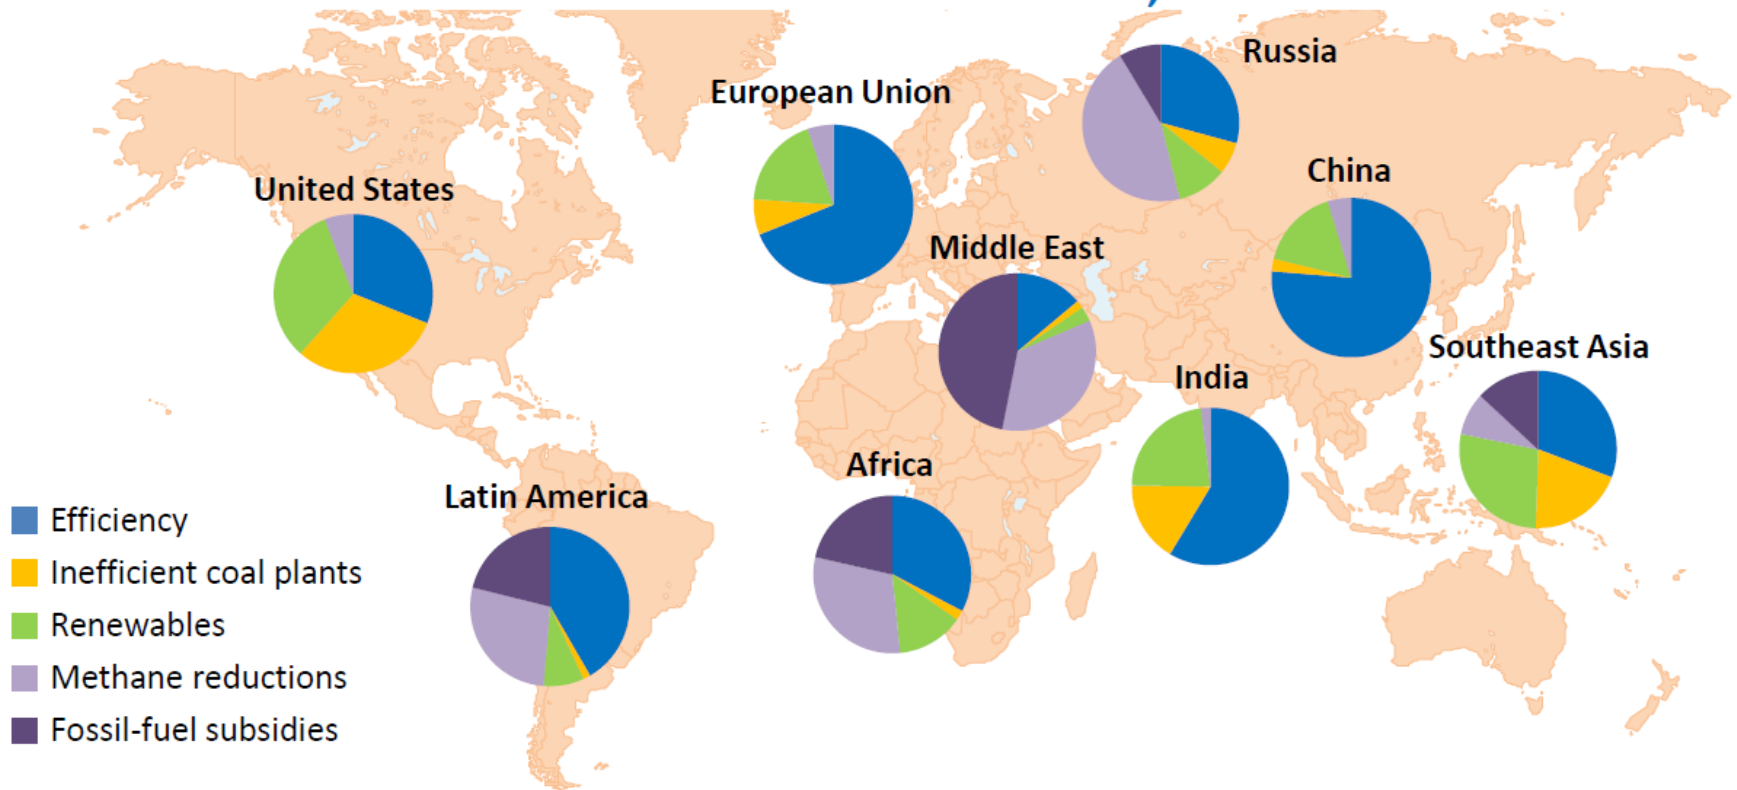 Russia
European Union
China
United States
Middle East
Southeast Asia
India
Africa
Latin America
Efficiency
Inefficient coal plants
Renewables
Methane reductions
Fossil-fuel subsidies